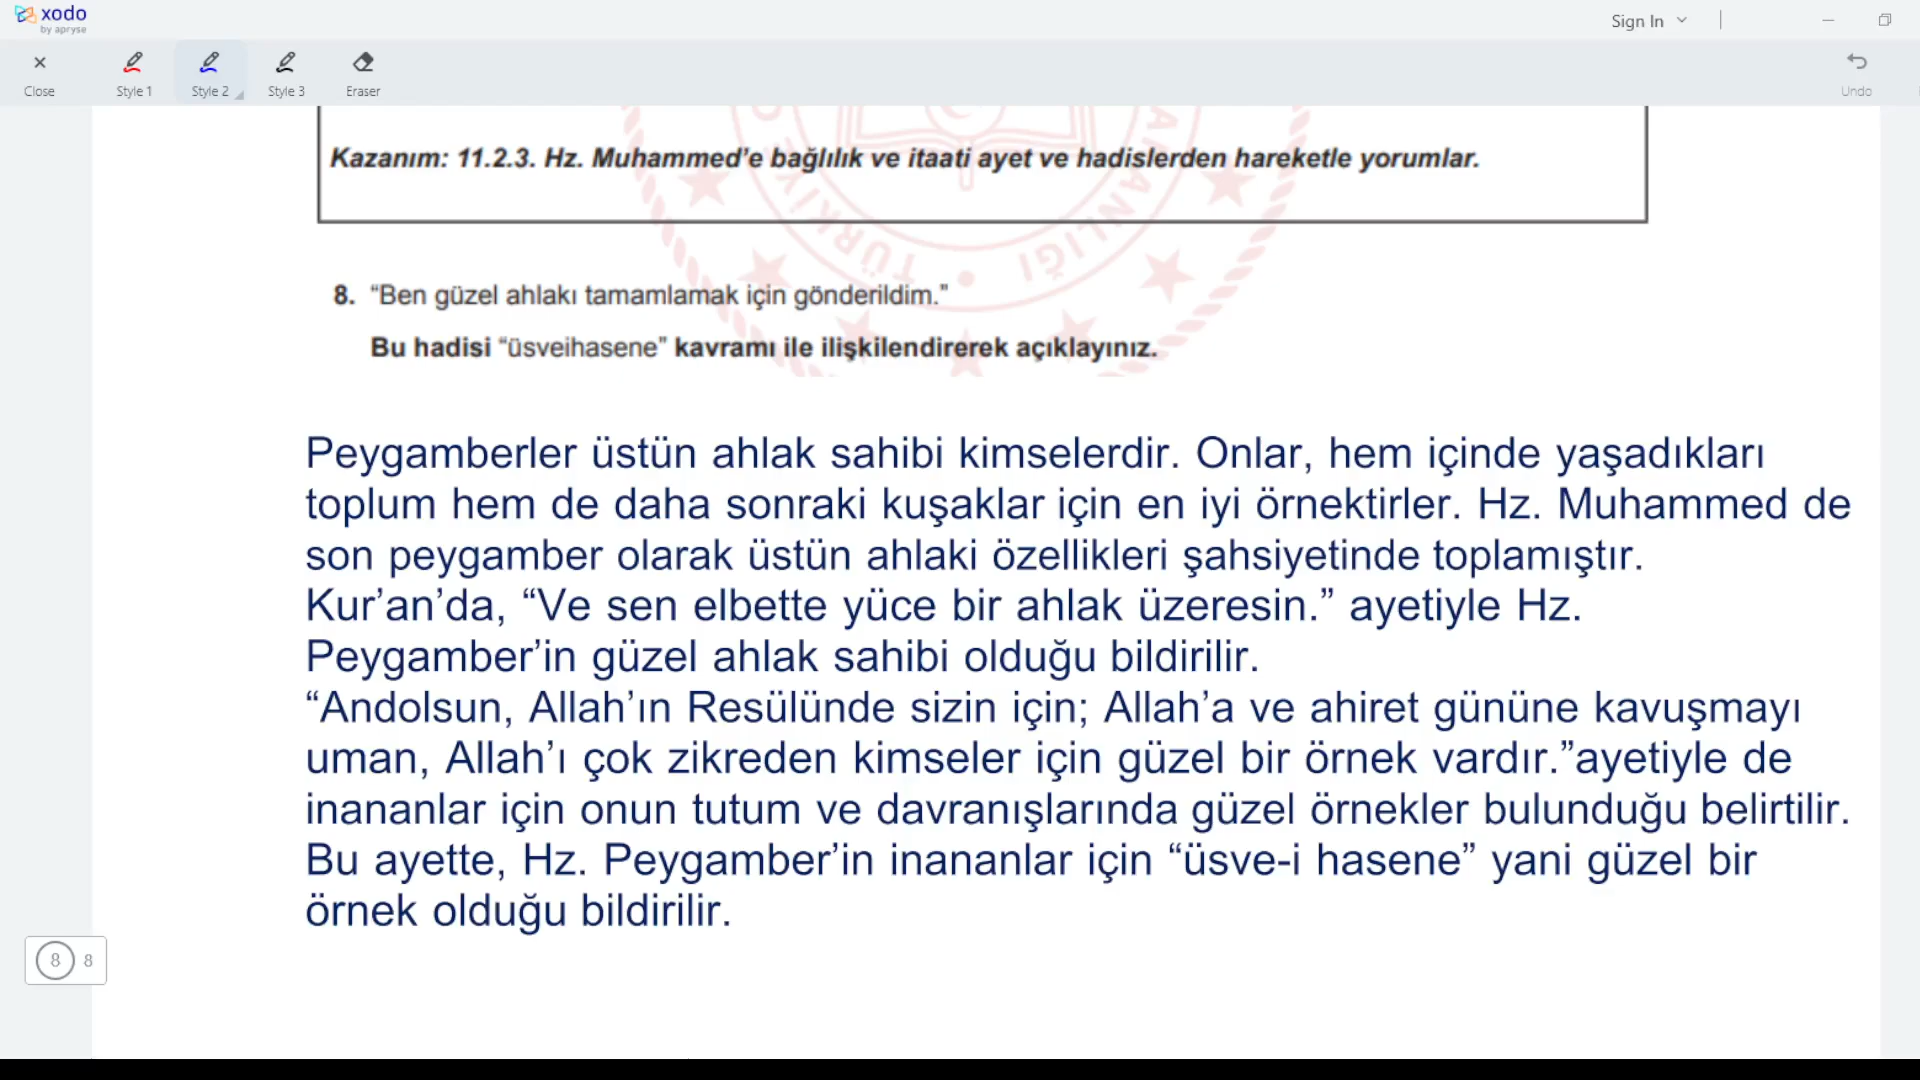 xodo
by apryse
Sign In
Close
Style 1
Style 2
Style 3
Eraser
Undo
Kazanım: 11.2.3. Hz. Muhammed’e bağlılık ve itaati ayet ve hadislerden hareketle yorumlar.
TÜRKİYE
8. “Ben güzel ahlakı tamamlamak için gönderildim.”
Bu hadisi “üsveihasene” kavramı ile ilişkilendirerek açıklayınız.
Peygamberler üstün ahlak sahibi kimselerdir. Onlar, hem içinde yaşadıkları
toplum hem de daha sonraki kuşaklar için en iyi örnektirler. Hz. Muhammed de
son peygamber olarak üstün ahlaki özellikleri şahsiyetinde toplamıştır.
Kur’an’da, “Ve sen elbette yüce bir ahlak üzeresin.” ayetiyle Hz.
Peygamber’in güzel ahlak sahibi olduğu bildirilir.
“Andolsun, Allah’ın Resülünde sizin için; Allah’a ve ahiret gününe kavuşmayı
uman, Allah’ı çok zikreden kimseler için güzel bir örnek vardır.”ayetiyle de
inananlar için onun tutum ve davranışlarında güzel örnekler bulunduğu belirtilir.
Bu ayette, Hz. Peygamber’in inananlar için “üsve-i hasene” yani güzel bir
örnek olduğu bildirilir.
8 8